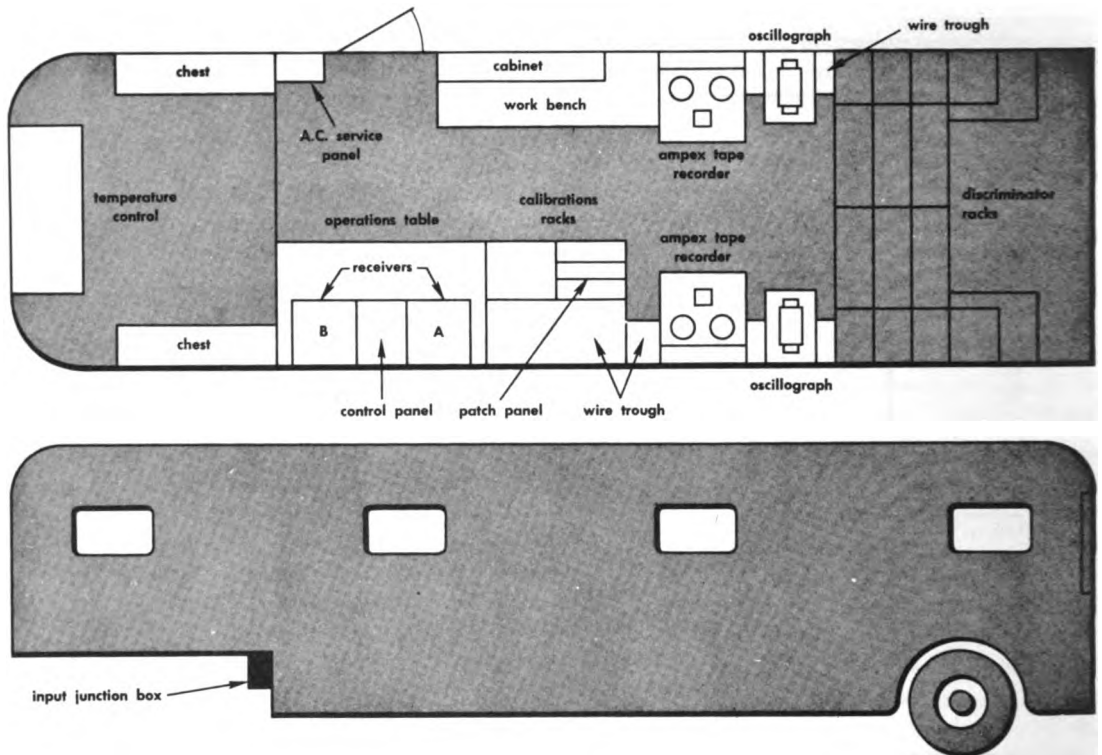 oscillograph
wire trough
chest
cabinet
work bench
A.C. service
panel
ampex tape
recorder
temperature
control
calibrations
racks
discriminator
racks
operations table
ampex tape
recorder
receivers
B
A
chest
oscillograph
control panel
patch panel
wire trough
input junction box